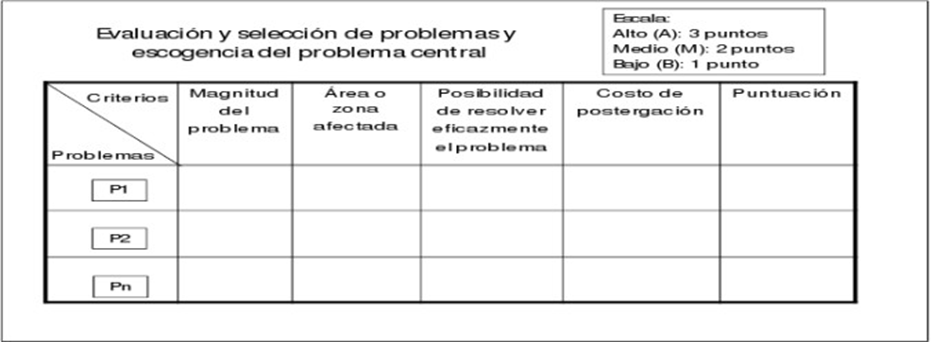 Evaluación y selección de problemas y
escogencia del problema central
Escala:
Alto (A): 3 puntos
Medio (M): 2 puntos
Bajo (B): 1 punto
Criterios
Problemas
Magnitud
del
problema
Área o
zona
afectada
Posibilidad
de resolver
eficazmente
el problema
Costo de
postergación
Puntuación
P1
P2
Pn